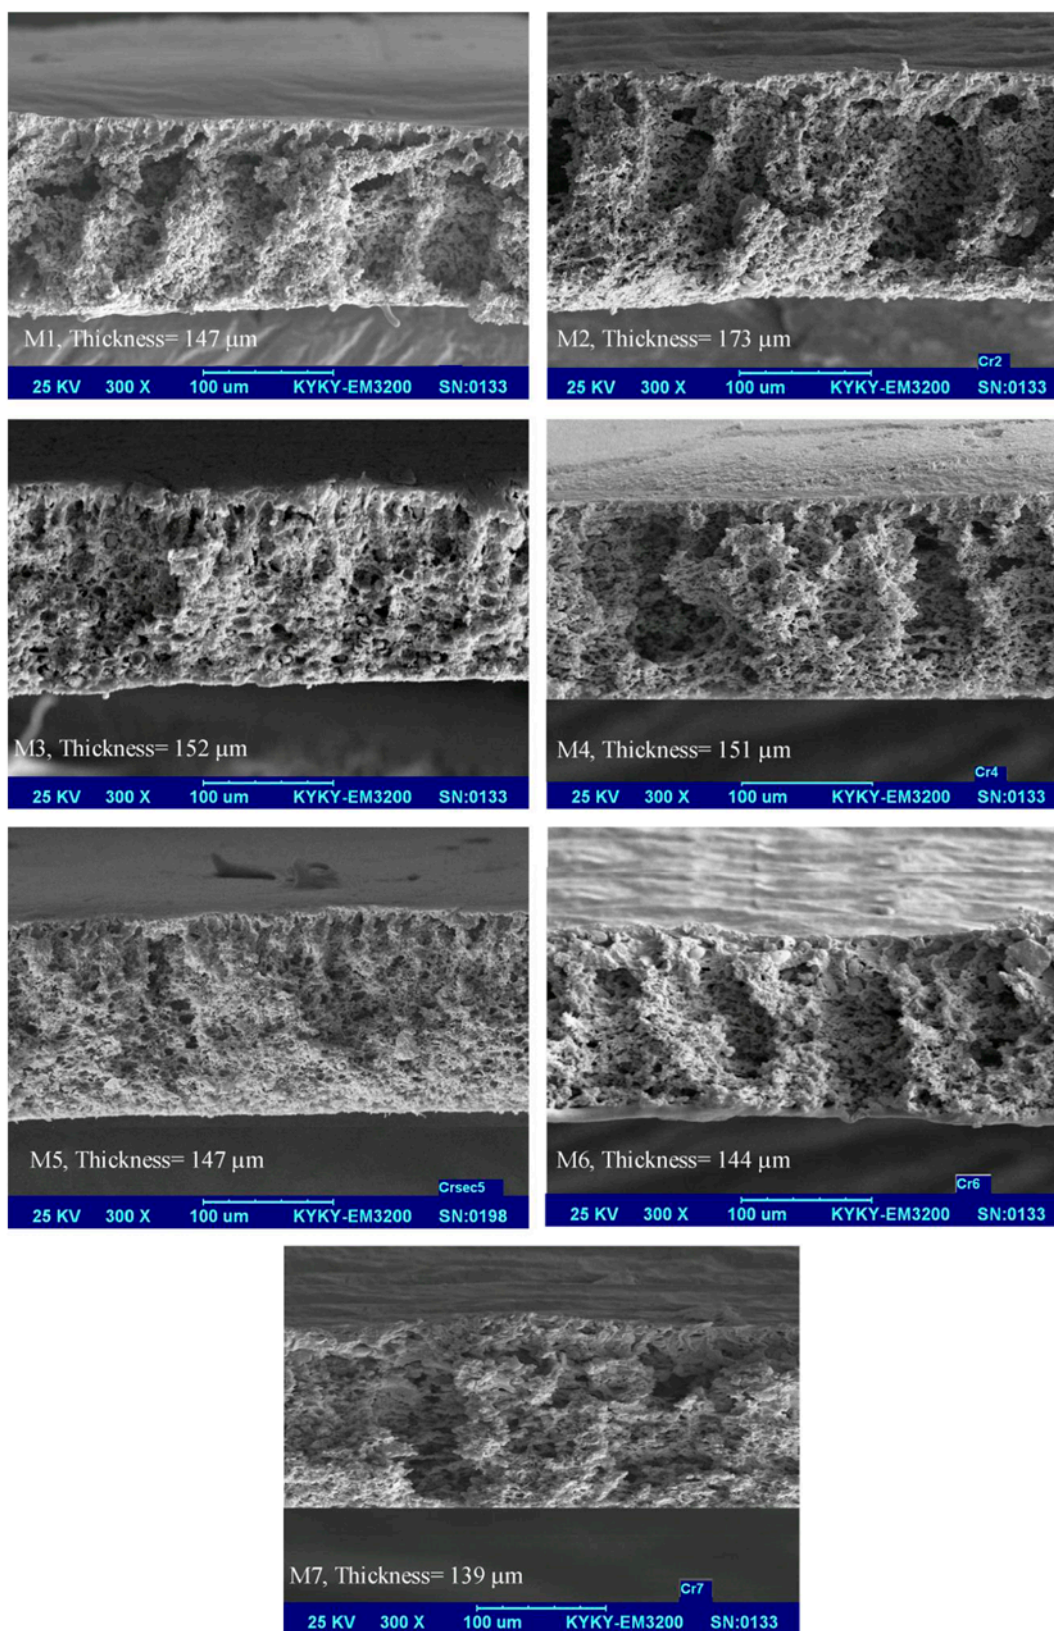 M1, Thickness= 147 μm
25 KV 300 X 100 um KYKY-EM3200 SN:0133
M2, Thickness= 173 μm
Cr2
25 KV 300 X 100 um KYKY-EM3200 SN:0133
M3, Thickness= 152 μm
25 KV 300 X 100 um KYKY-EM3200 SN:0133
M4, Thickness= 151 μm
Cr4
25 KV 300 X 100 um KYKY-EM3200 SN:0133
M5, Thickness= 147 μm
Crsec5
25 KV 300 X 100 um KYKY-EM3200 SN:0198
M6, Thickness= 144 μm
Cr6
25 KV 300 X 100 um KYKY-EM3200 SN:0133
M7, Thickness= 139 μm
Cr7
25 KV 300 X 100 um KYKY-EM3200 SN:0133